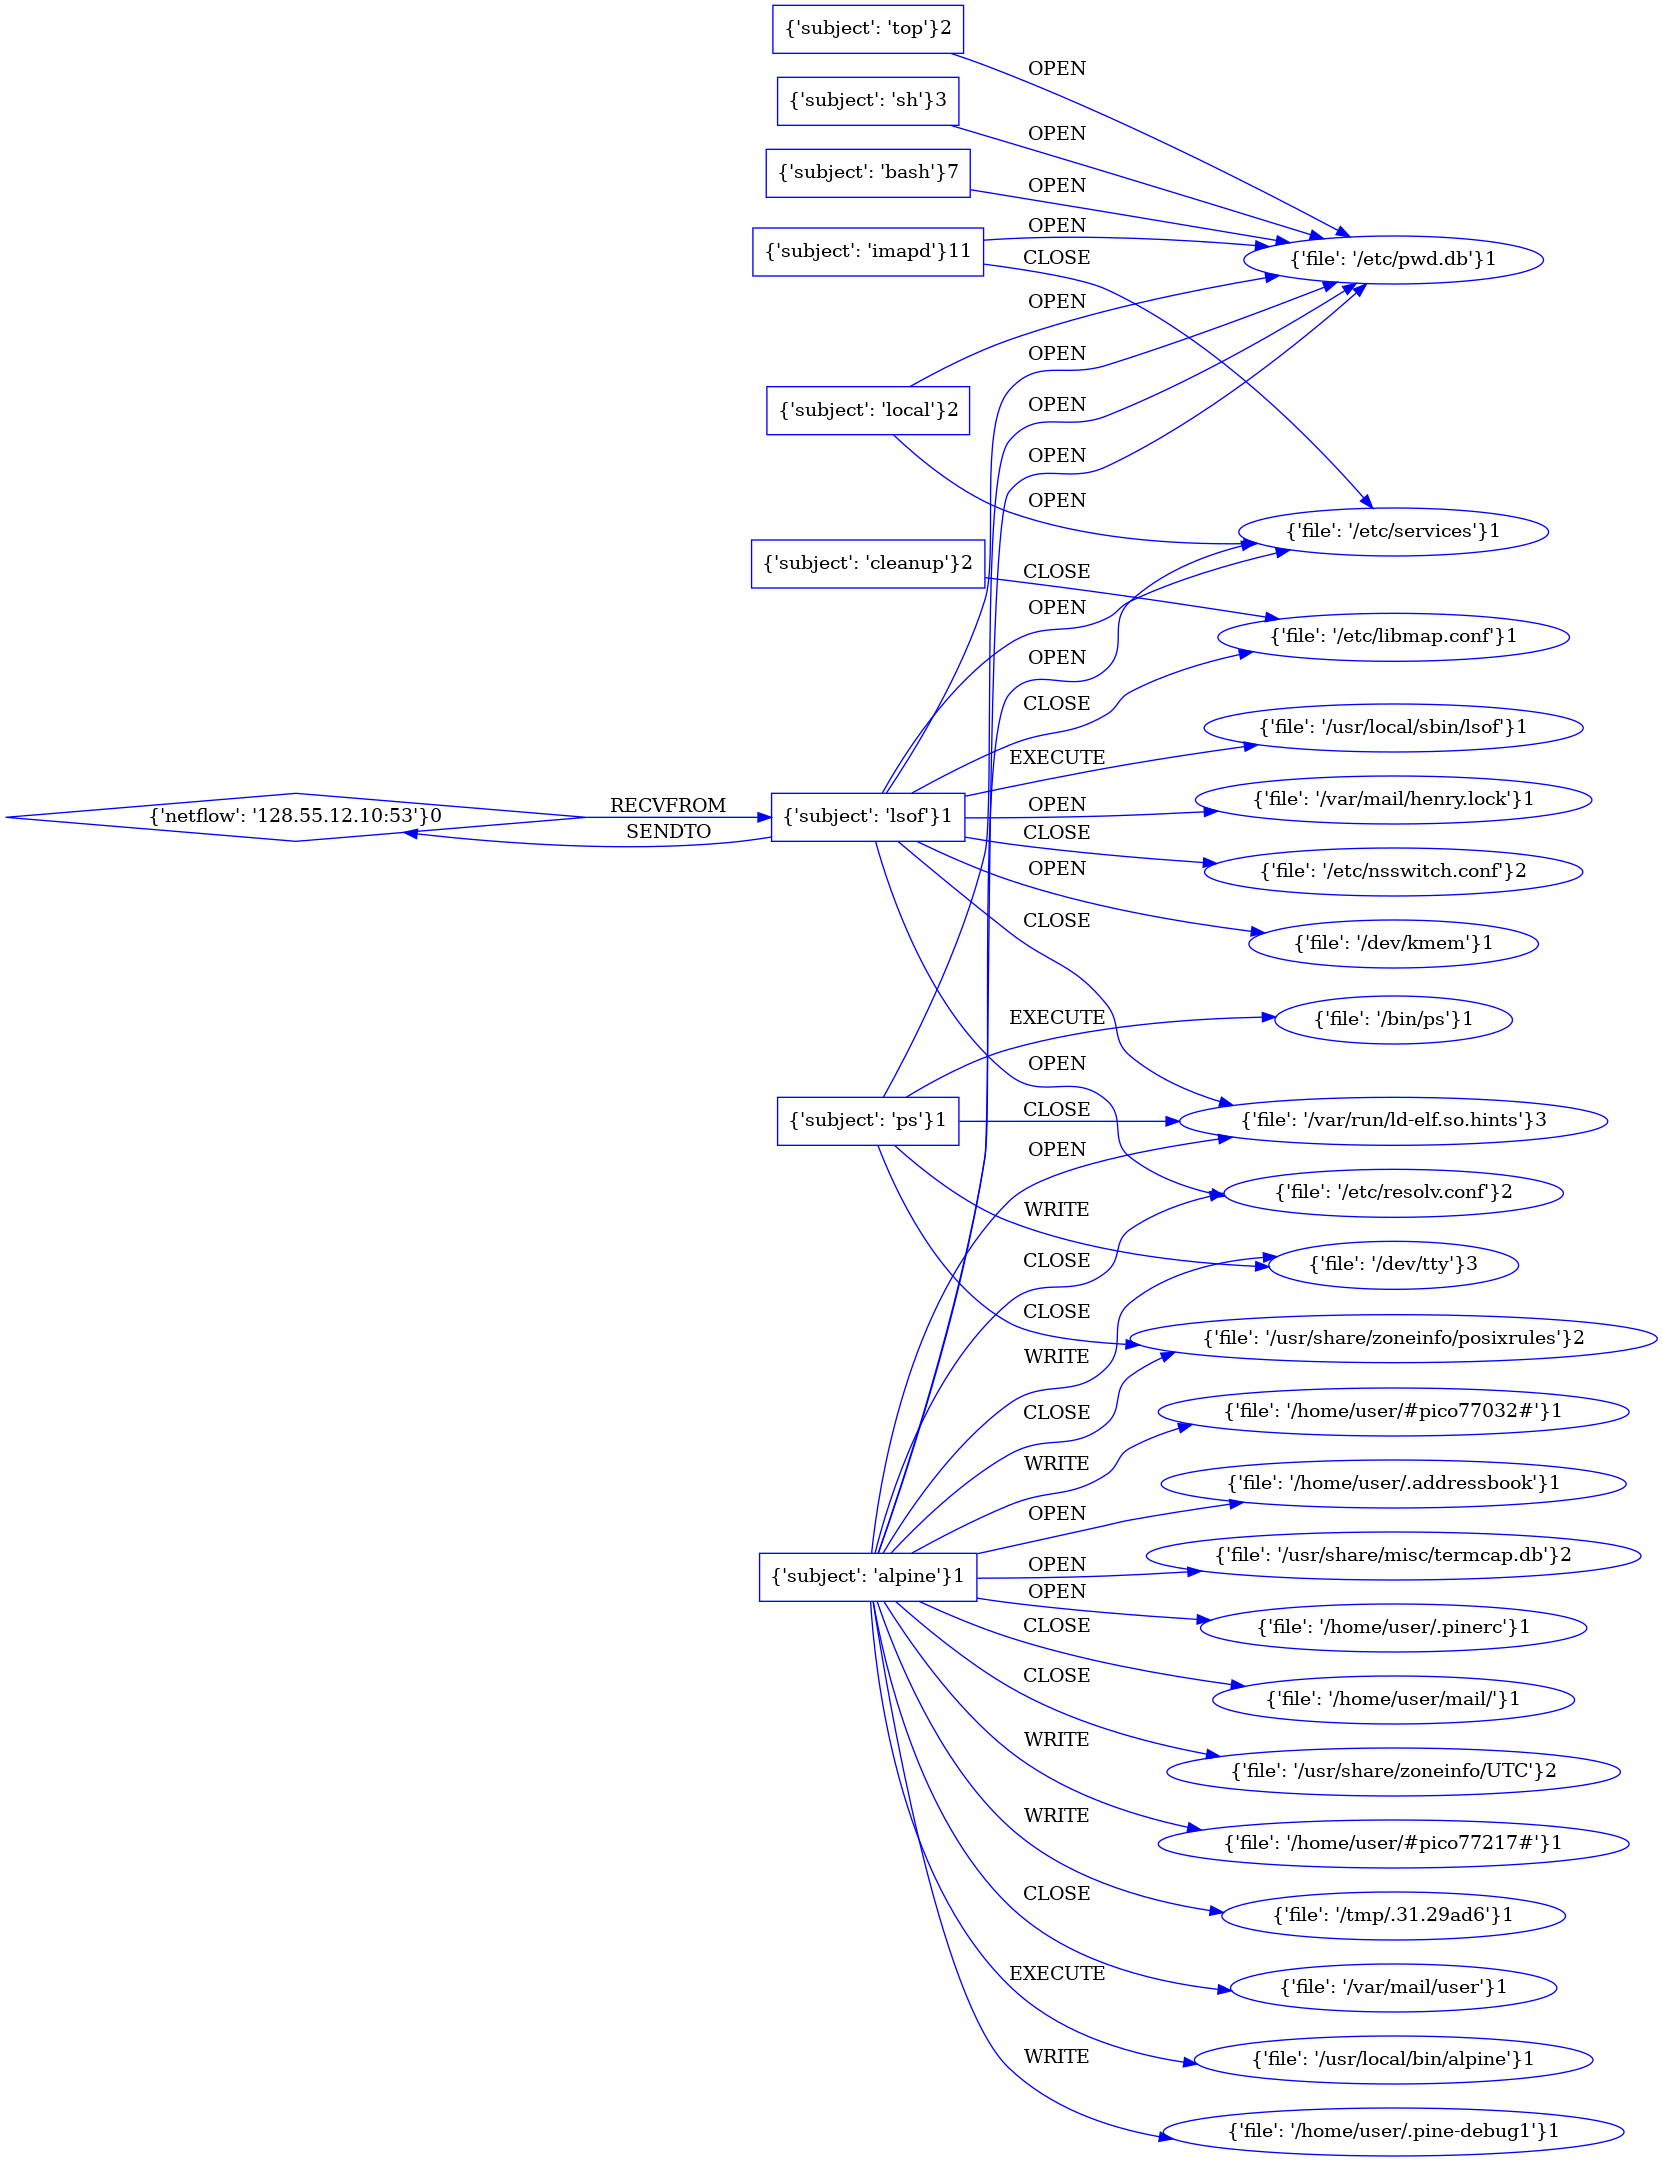 {'subject': 'top'}2
OPEN
{'subject': 'sh'}3
OPEN
{'subject': 'bash'}7
OPEN
{'subject': 'imapd'}11
OPEN
CLOSE
{'file': '/etc/pwd.db'}1
OPEN
OPEN
{'subject': 'local'}2
OPEN
OPEN
OPEN
{'file': '/etc/services'}1
{'subject': 'cleanup'}2
CLOSE
OPEN
{'file': '/etc/libmap.conf'}1
OPEN
CLOSE
{'file': '/usr/local/sbin/lsof'}1
EXECUTE
{'file': '/var/mail/henry.lock'}1
OPEN
{'netflow': '128.55.12.10:53'}0
RECVFROM
SENDTO
{'subject': 'lsof'}1
CLOSE
{'file': '/etc/nsswitch.conf'}2
OPEN
CLOSE
{'file': '/dev/kmem'}1
EXECUTE
{'file': '/bin/ps'}1
OPEN
{'subject': 'ps'}1
CLOSE
{'file': '/var/run/ld-elf.so.hints'}3
OPEN
{'file': '/etc/resolv.conf'}2
WRITE
CLOSE
{'file': '/dev/tty'}3
CLOSE
{'file': '/usr/share/zoneinfo/posixrules'}2
WRITE
CLOSE
{'file': '/home/user/#pico77032#'}1
WRITE
{'file': '/home/user/.addressbook'}1
OPEN
{'file': '/usr/share/misc/termcap.db'}2
OPEN
{'subject': 'alpine'}1
OPEN
{'file': '/home/user/.pinerc'}1
CLOSE
CLOSE
{'file': '/home/user/mail/'}1
WRITE
{'file': '/usr/share/zoneinfo/UTC'}2
WRITE
{'file': '/home/user/#pico77217#'}1
CLOSE
{'file': '/tmp/.31.29ad6'}1
EXECUTE
{'file': '/var/mail/user'}1
WRITE
{'file': '/usr/local/bin/alpine'}1
{'file': '/home/user/.pine-debug1'}1